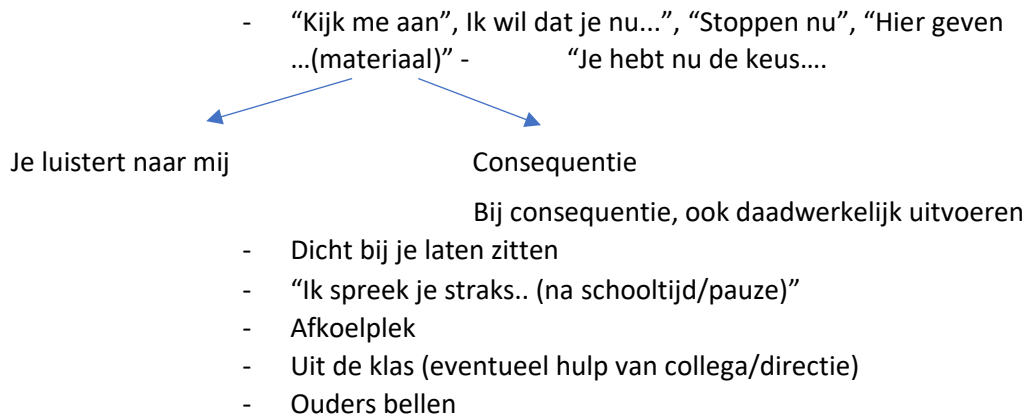 - “Kijk me aan”, Ik wil dat je nu...”, “Stoppen nu”, “Hier geven
…(materiaal)” - “Je hebt nu de keus….
Je luistert naar mij Consequentie
Bij consequentie, ook daadwerkelijk uitvoeren
- Dicht bij je laten zitten
- “Ik spreek je straks.. (na schooltijd/pauze)”
- Afkoelplek
- Uit de klas (eventueel hulp van collega/directie)
- Ouders bellen